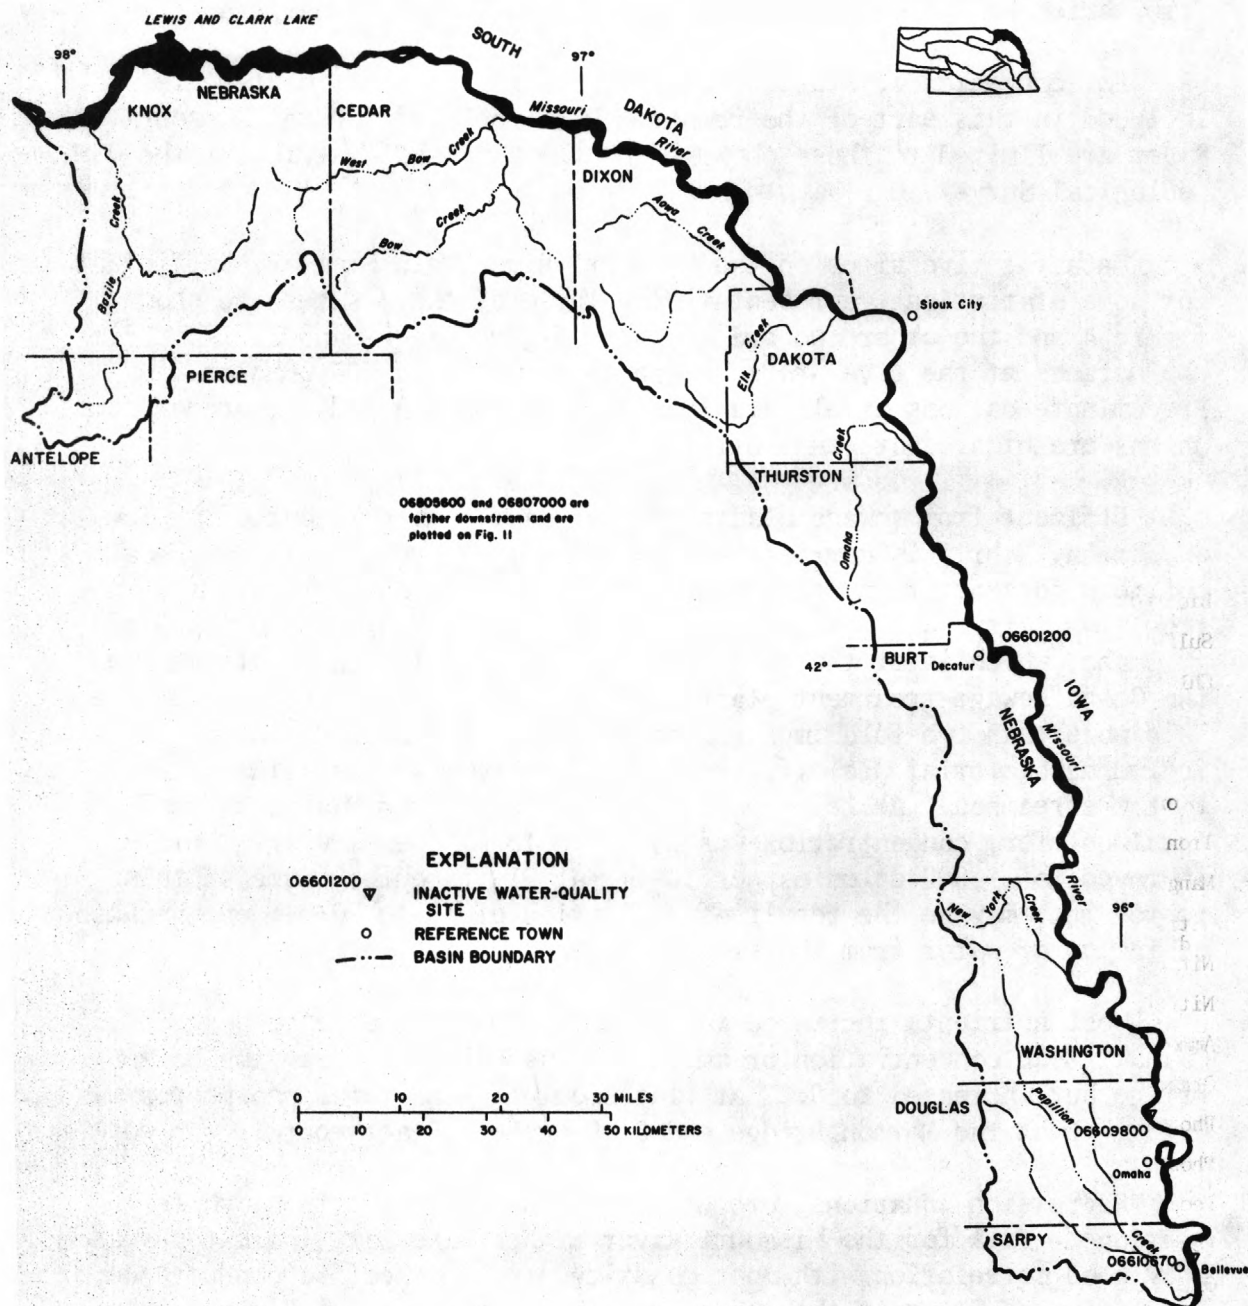 LEWIS AND CLARK LAKE
98°
97°
SOUTH
DAKOTA
NEBRASKA
KNOX
CEDAR
Missouri
River
DIXON
West Bow Creek
Bow Creek
Aowa Creek
Bazile Creek
Sioux City
Elk Creek
DAKOTA
PIERCE
ANTELOPE
THURSTON
Omaha Creek
06805600 and 06807000 are
farther downstream and are
plotted on Fig. 11
06601200
BURT
Decatur
42°
IOWA
NEBRASKA
Missouri
River
EXPLANATION
06601200 INACTIVE WATER-QUALITY
SITE
REFERENCE TOWN
BASIN BOUNDARY
New York Creek
96°
WASHINGTON
0 10 20 30 MILES
0 10 20 30 40 50 KILOMETERS
DOUGLAS
Papillion
Creek
06609800
Omaha
SARPY
06610670
Bellevue